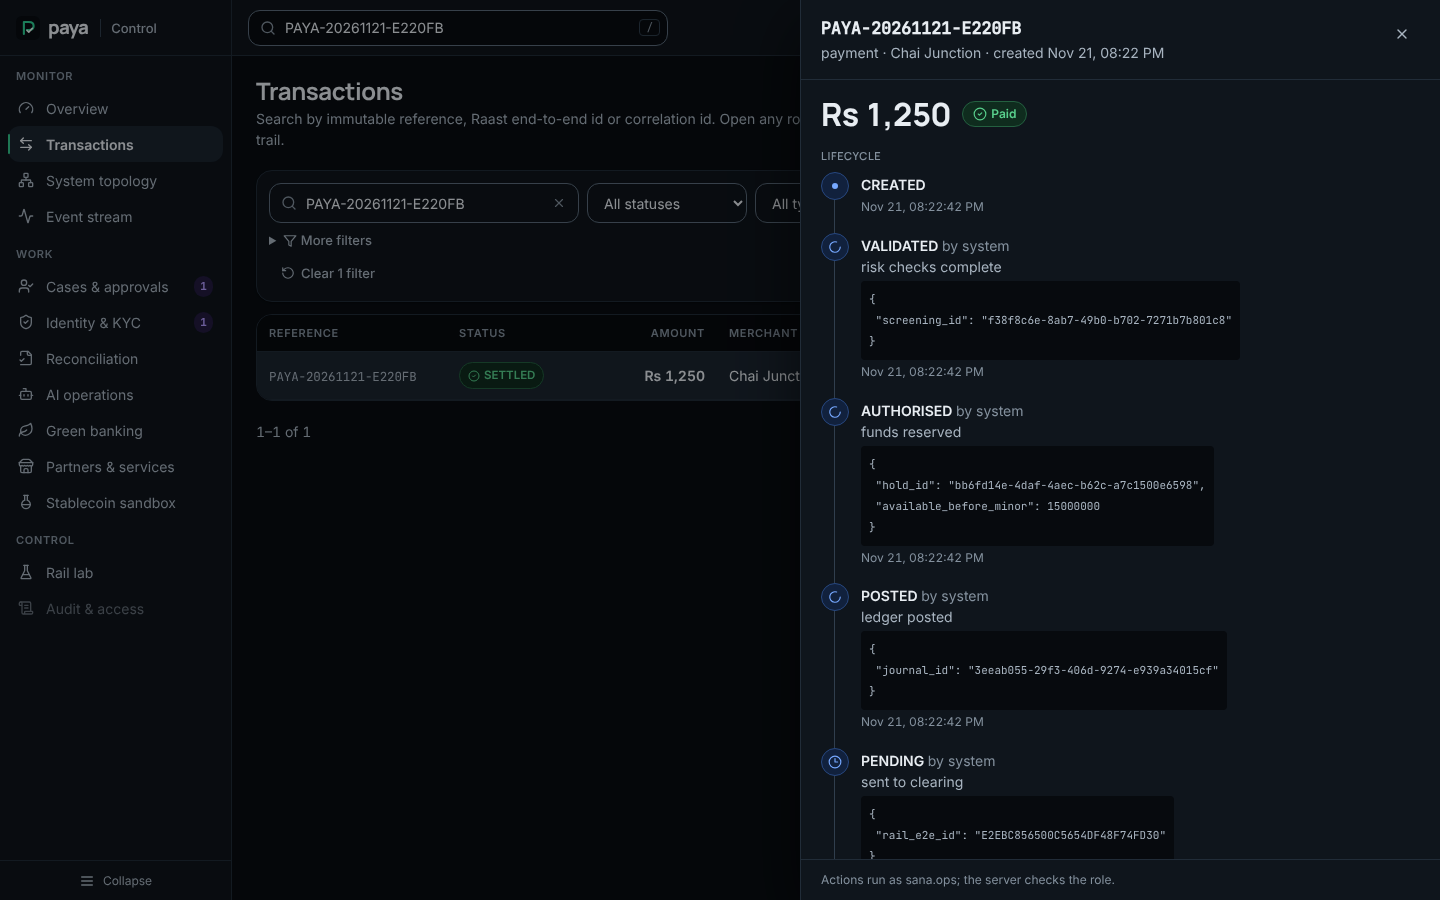 paya
Control
PAYA-20261121-E220FB
/
MONITOR
Overview
Transactions
System topology
Event stream
WORK
Cases & approvals
1
Identity & KYC
1
Reconciliation
AI operations
Green banking
Partners & services
Stablecoin sandbox
CONTROL
Rail lab
Audit & access
Collapse
Transactions
Search by immutable reference, Raast end-to-end id or correlation id. Open any ro
trail.
PAYA-20261121-E220FB
All statuses
All ty
More filters
Clear 1 filter
REFERENCE
STATUS
AMOUNT
MERCHANT
PAYA-20261121-E220FB
SETTLED
Rs 1,250
Chai Junct
1–1 of 1
PAYA-20261121-E220FB
payment · Chai Junction · created Nov 21, 08:22 PM
Rs 1,250
Paid
LIFECYCLE
CREATED
Nov 21, 08:22:42 PM
VALIDATED by system
risk checks complete
{
"screening_id": "f38f8c6e-8ab7-49b0-b702-7271b7b801c8"
}
Nov 21, 08:22:42 PM
AUTHORISED by system
funds reserved
{
"hold_id": "bb6fd14e-4daf-4aec-b62c-a7c1500e6598",
"available_before_minor": 15000000
}
Nov 21, 08:22:42 PM
POSTED by system
ledger posted
{
"journal_id": "3eeab055-29f3-406d-9274-e939a34015cf"
}
Nov 21, 08:22:42 PM
PENDING by system
sent to clearing
{
"rail_e2e_id": "E2EBC856500C5654DF48F74FD30"
}
Actions run as sana.ops; the server checks the role.